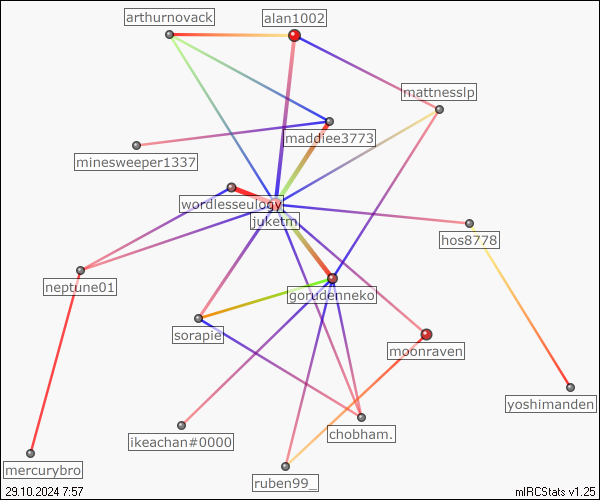 arthurnovack
alan1002
mattnesslp
maddiee3773
minesweeper1337
wordlesseulogy
juketm
hos8778
neptune01
gorudenneko
sorapie
moonraven
yoshimanden
chobham.
ikeachan#0000
mercurybro
ruben99_
29.10.2024 7:57
mIRCStats v1.25